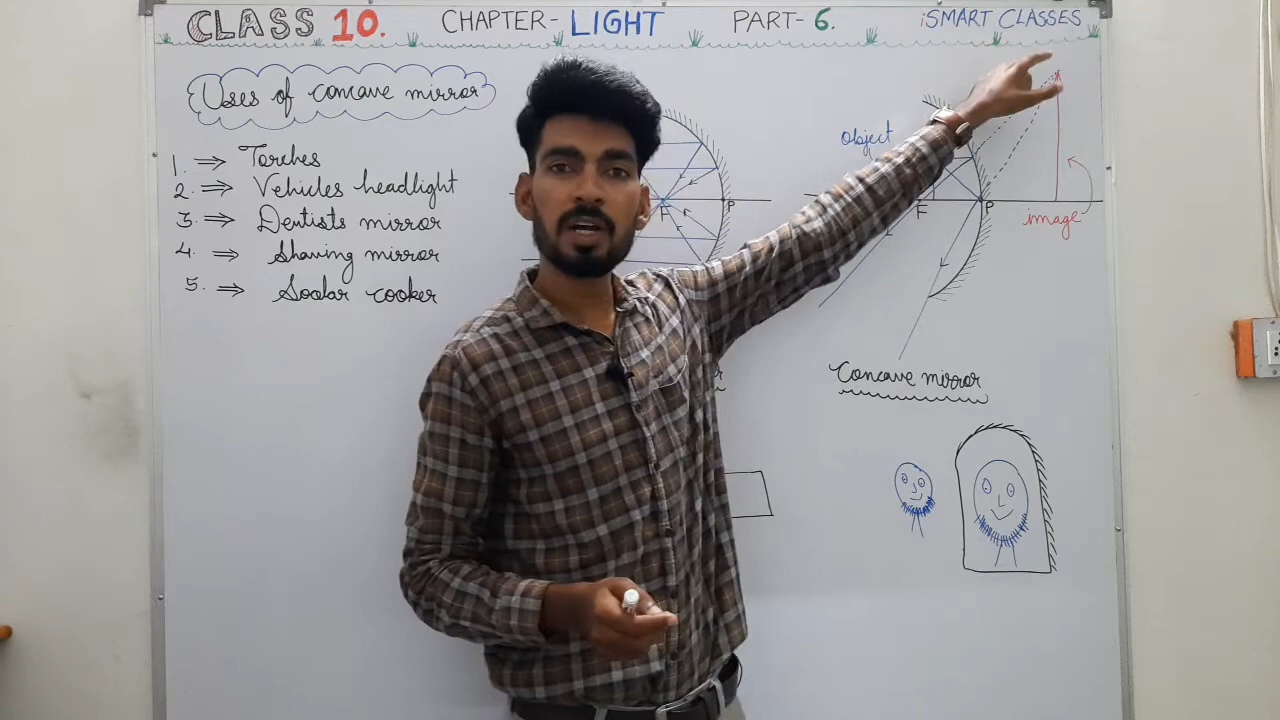 CLASS 10. CHAPTER- LIGHT PART- 6. iSMART CLASSES
Uses of concave mirror
1. ⇒ Torches
2. ⇒ Vehicles headlight
3. ⇒ Dentists mirror
4. ⇒ Shaving mirror
5. ⇒ Soalar cooker
F P
object
F P
image
Concave mirror